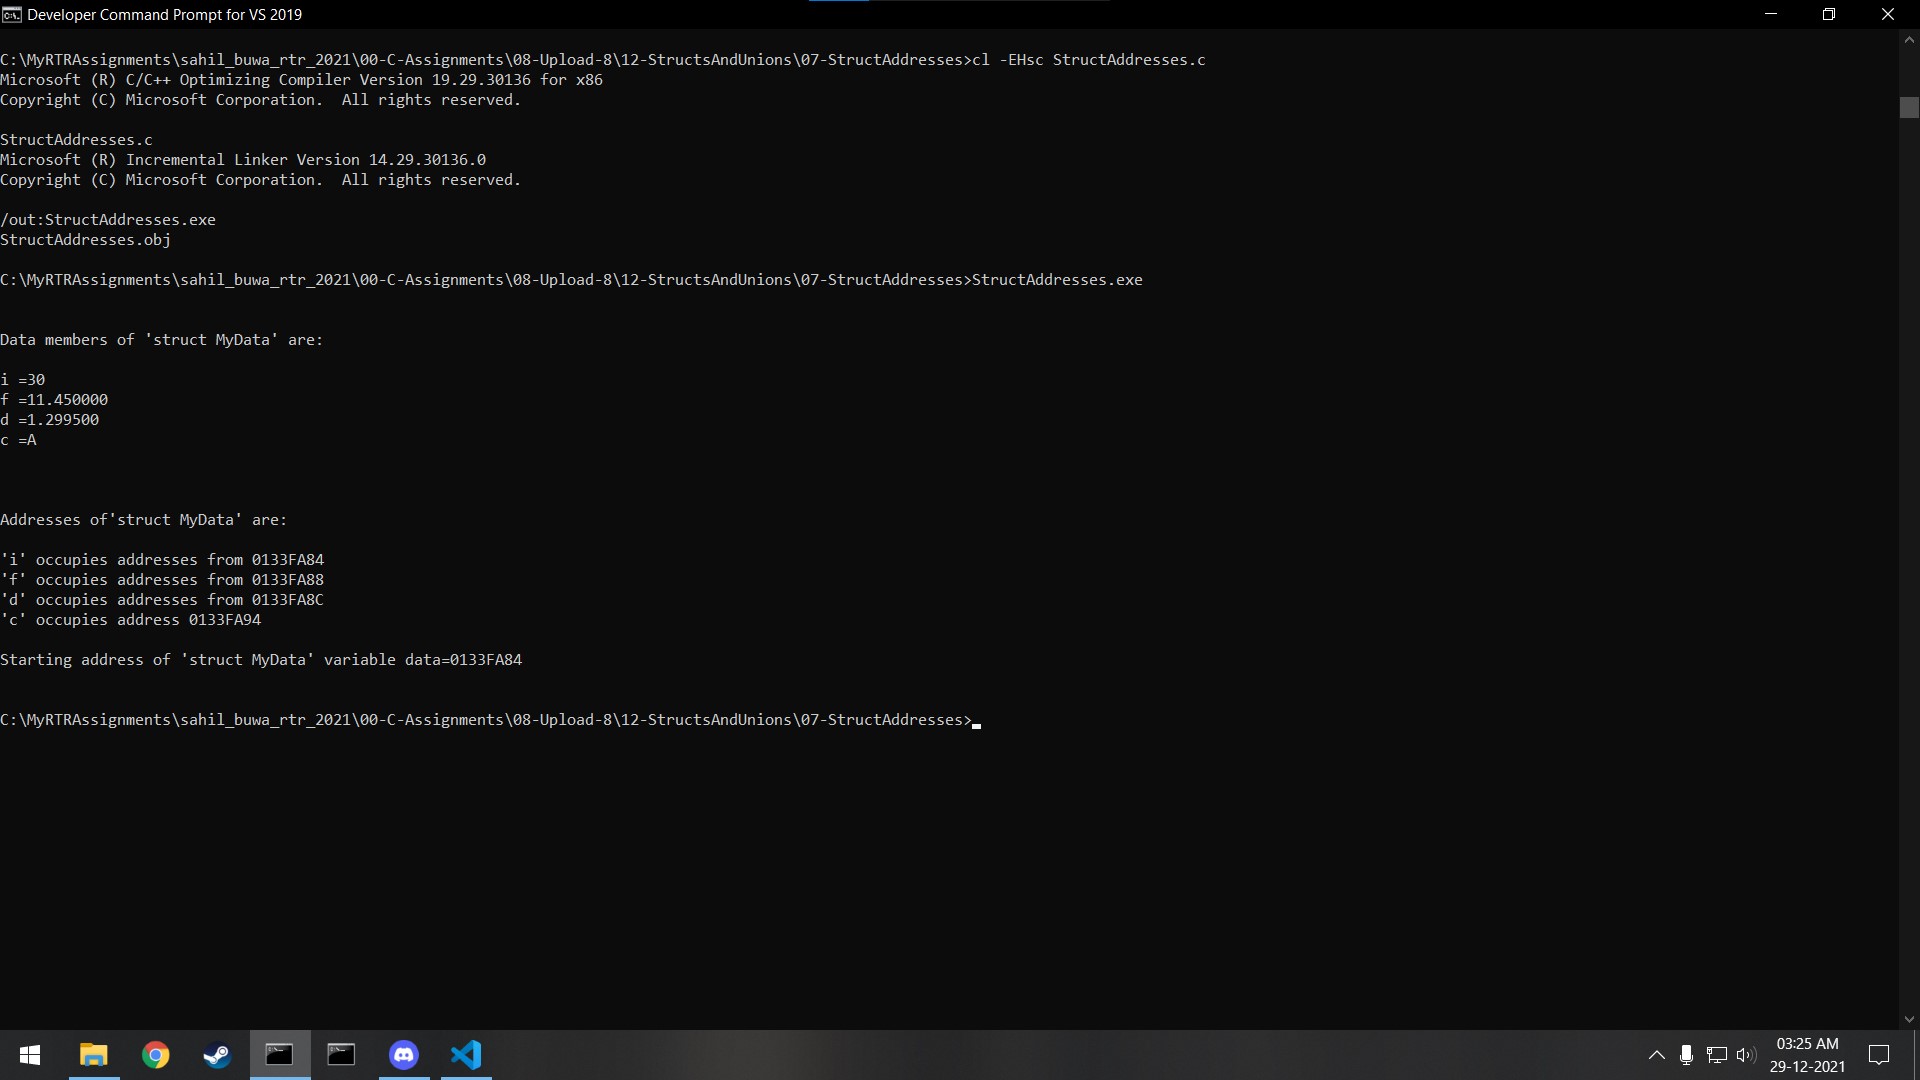 Developer Command Prompt for VS 2019
C:\MyRTRAssignments\sahil_buwa_rtr_2021\00-C-Assignments\08-Upload-8\12-StructsAndUnions\07-StructAddresses>cl -EHsc StructAddresses.c
Microsoft (R) C/C++ Optimizing Compiler Version 19.29.30136 for x86
Copyright (C) Microsoft Corporation.  All rights reserved.
StructAddresses.c
Microsoft (R) Incremental Linker Version 14.29.30136.0
Copyright (C) Microsoft Corporation.  All rights reserved.
/out:StructAddresses.exe
StructAddresses.obj
C:\MyRTRAssignments\sahil_buwa_rtr_2021\00-C-Assignments\08-Upload-8\12-StructsAndUnions\07-StructAddresses>StructAddresses.exe
Data members of 'struct MyData' are:
i =30
f =11.450000
d =1.299500
c =A
Addresses of'struct MyData' are:
'i' occupies addresses from 0133FA84
'f' occupies addresses from 0133FA88
'd' occupies addresses from 0133FA8C
'c' occupies address 0133FA94
Starting address of 'struct MyData' variable data=0133FA84
C:\MyRTRAssignments\sahil_buwa_rtr_2021\00-C-Assignments\08-Upload-8\12-StructsAndUnions\07-StructAddresses>
03:25 AM
29-12-2021